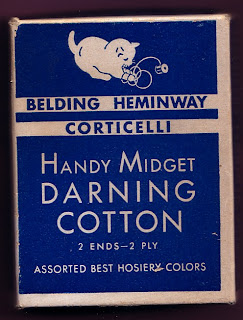 BELDING HEMINWAY
CORTICELLI
HANDY MIDGET
DARNING
COTTON
2 ENDS–2 PLY
ASSORTED BEST HOSIERY COLORS